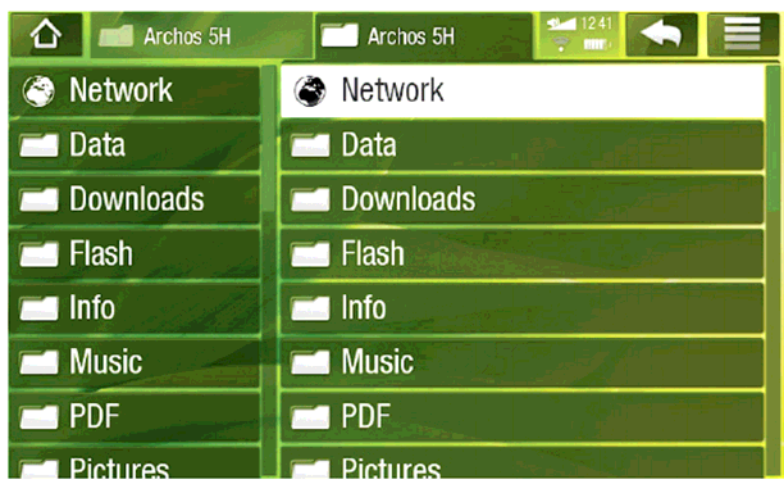 Archos 5H
Archos 5H
12 41
Network
Data
Downloads
Flash
Info
Music
PDF
Pictures
Network
Data
Downloads
Flash
Info
Music
PDF
Pictures